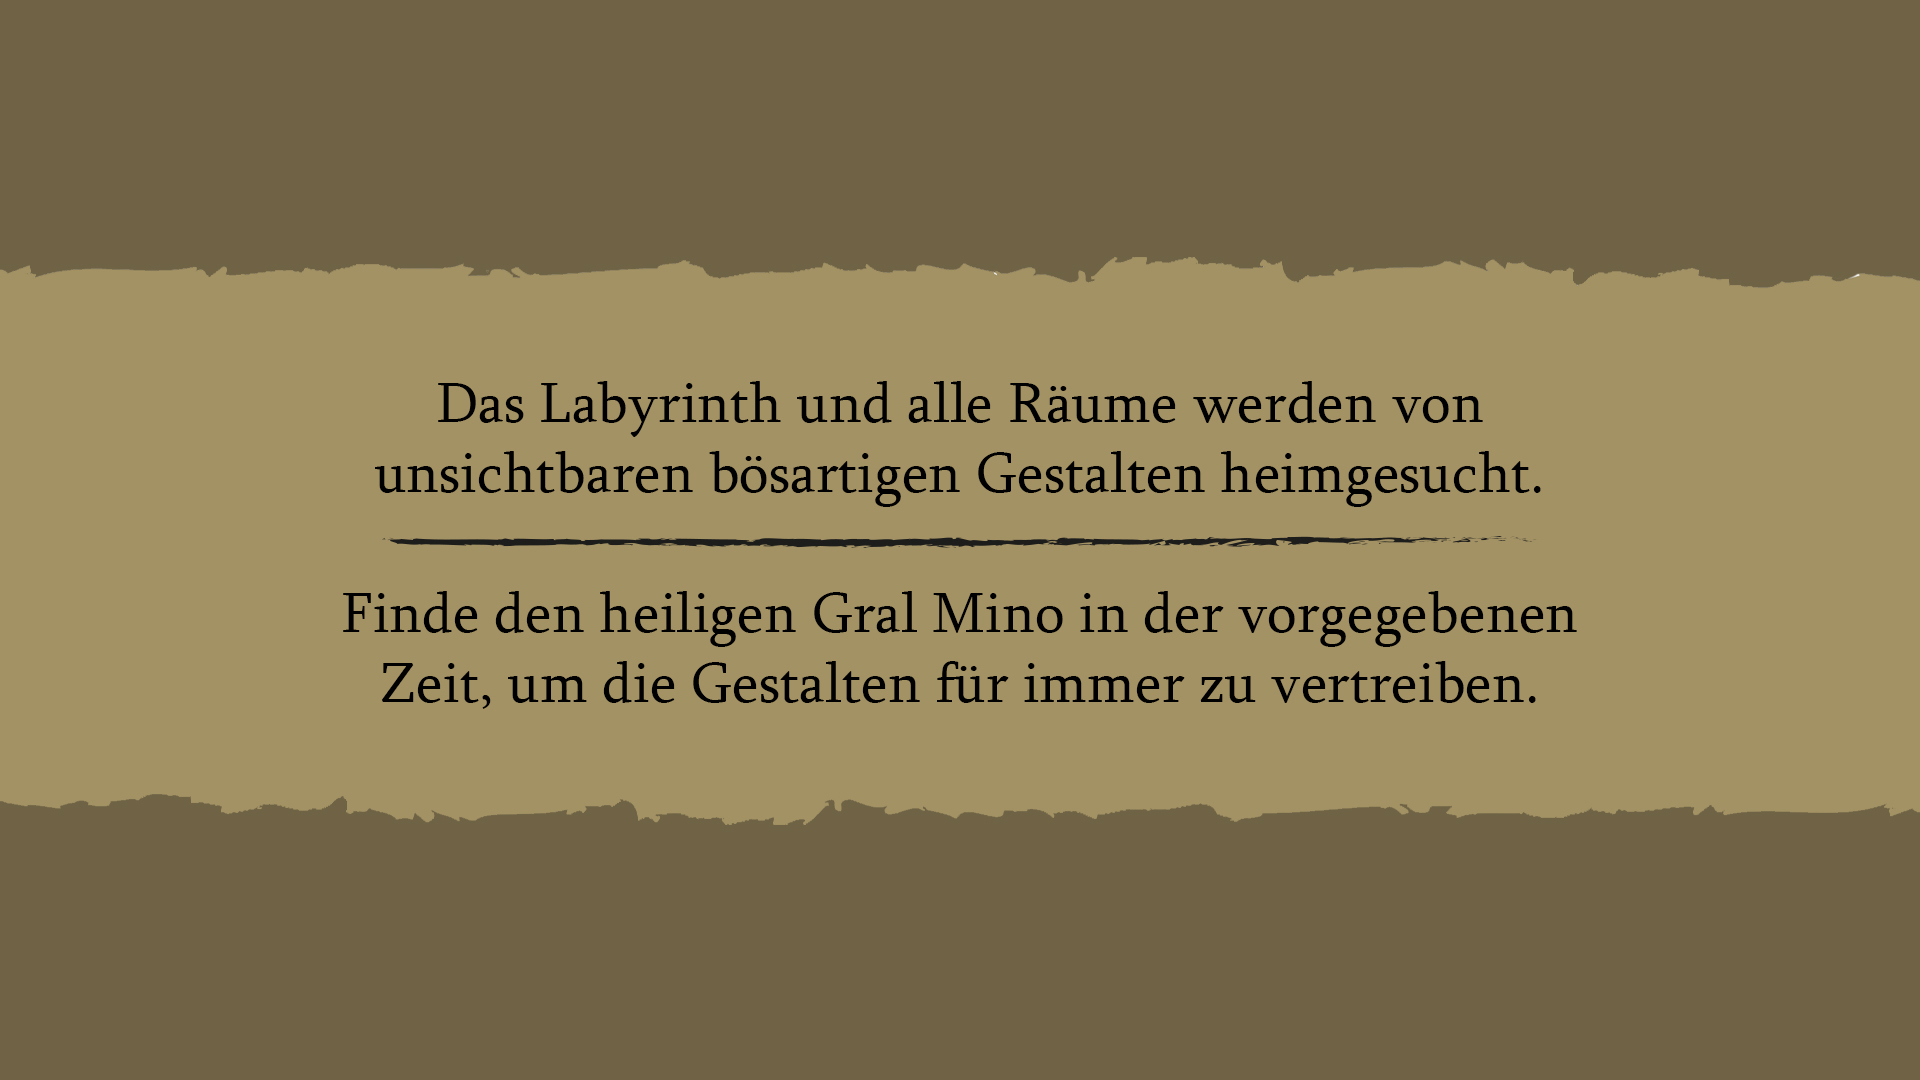 Das Labyrinth und alle Räume werden von
unsichtbaren bösartigen Gestalten heimgesucht.
Finde den heiligen Gral Mino in der vorgegebenen
Zeit, um die Gestalten für immer zu vertreiben.